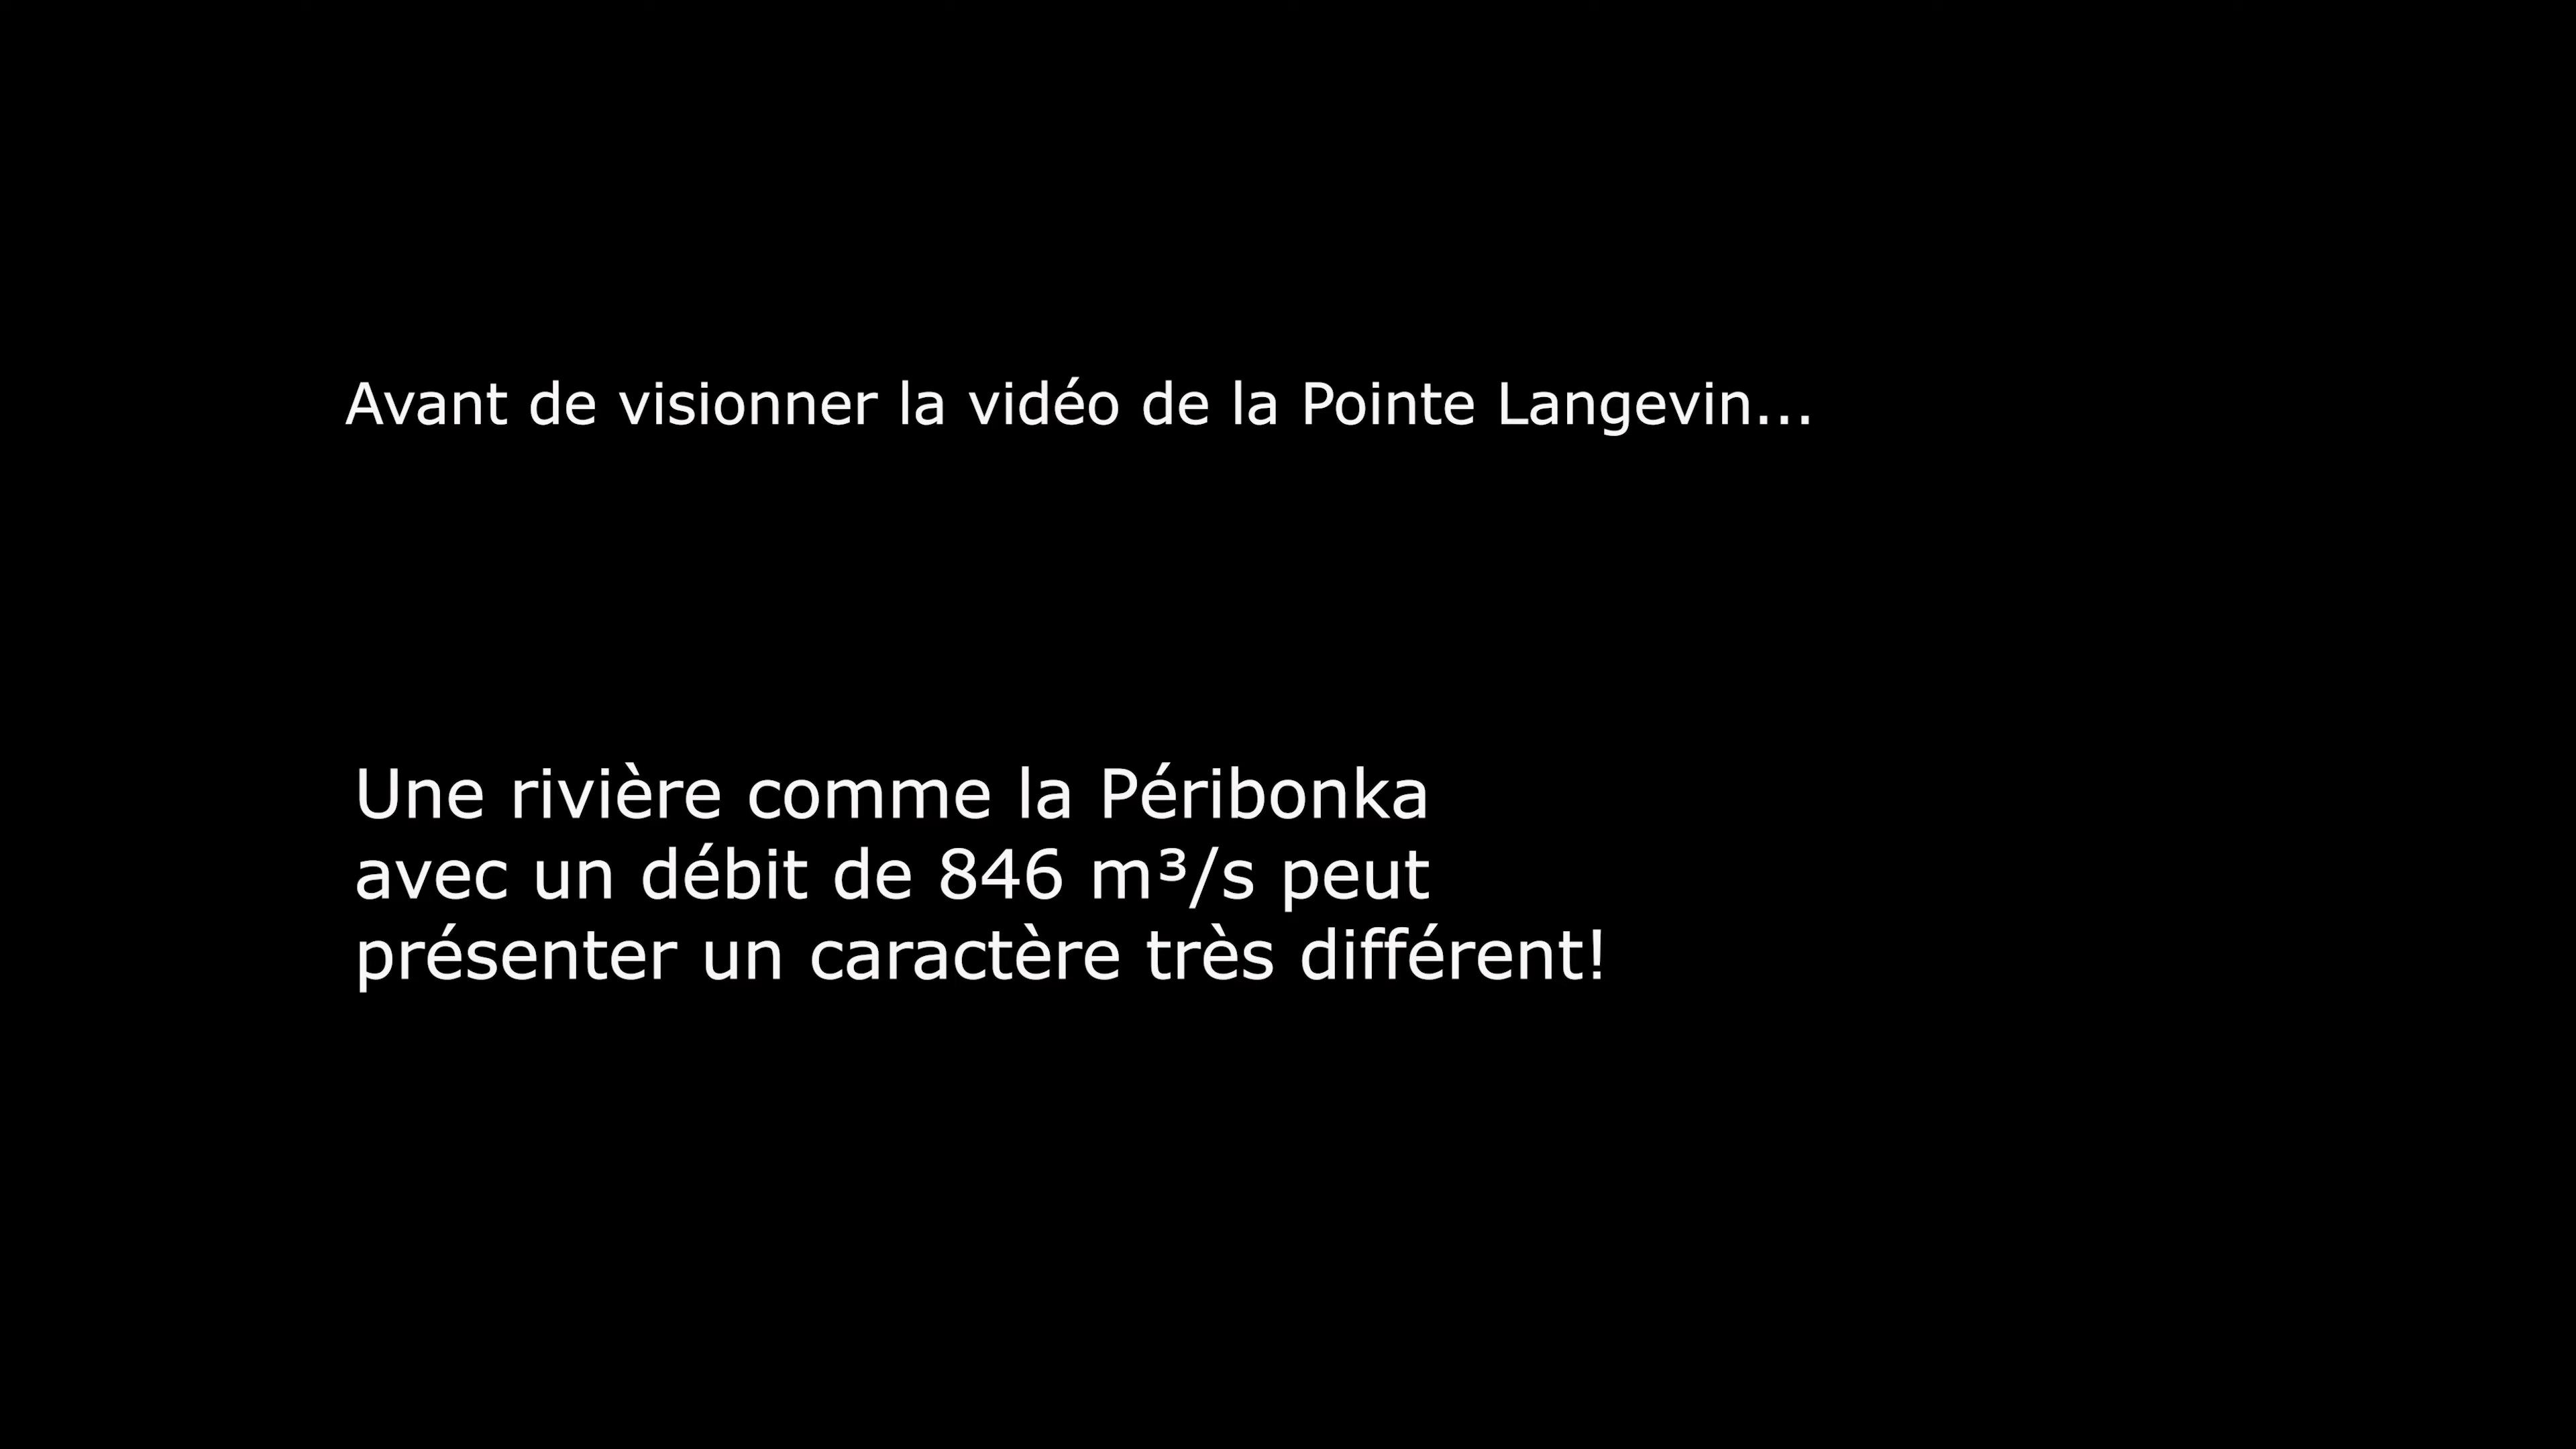 Avant de visionner la vidéo de la Pointe Langevin...
Une rivière comme la Péribonka
avec un débit de 846 m³/s peut
présenter un caractère très différent!